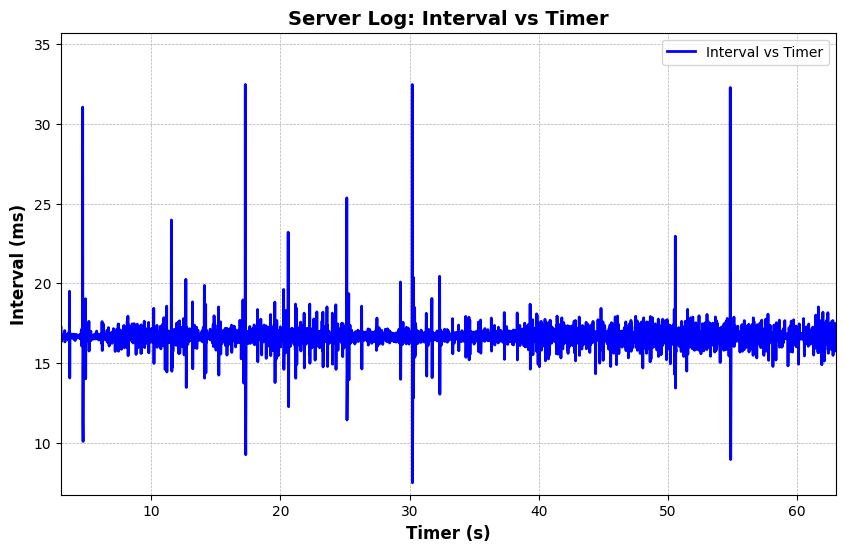 Server Log: Interval vs Timer
Interval vs Timer
35
30
25
20
15
10
Interval (ms)
10 20 30 40 50 60
Timer (s)